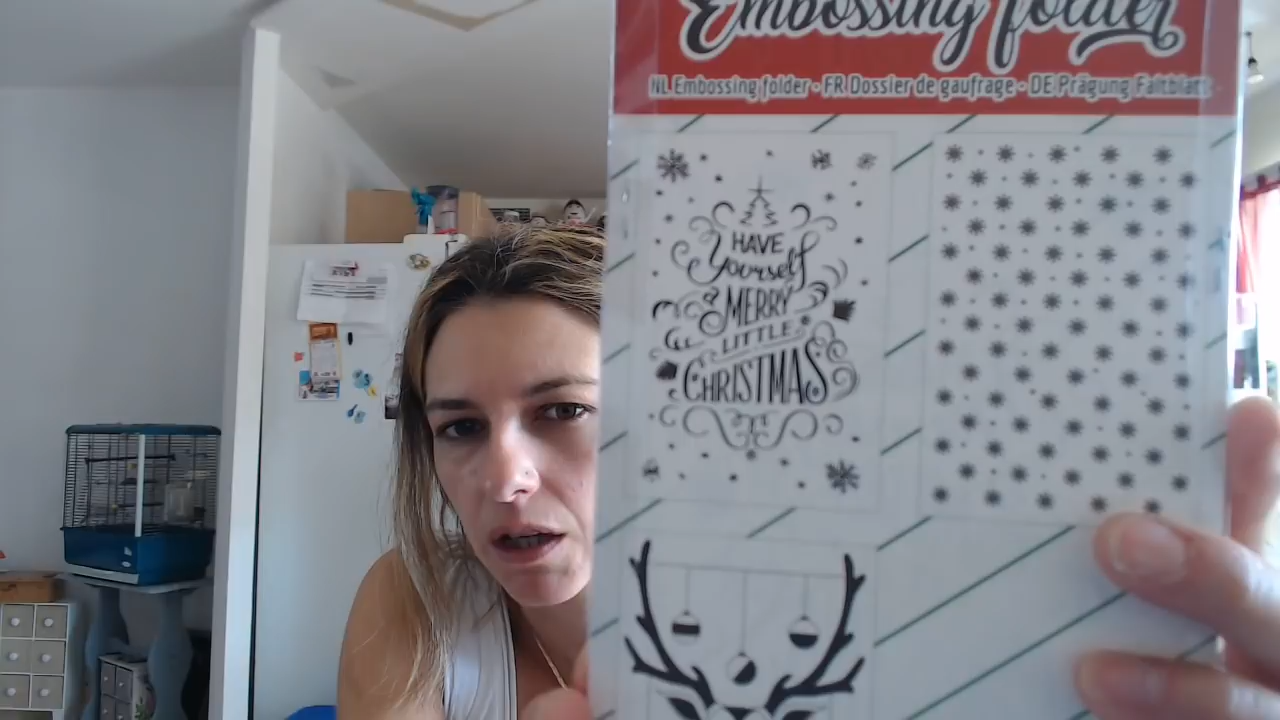 Embossing folder
NL Embossing folder • FR Dossier de gaufrage • DE Prägung Faltblatt
HAVE
Yourself
a MERRY
LITTLE
CHRISTMAS